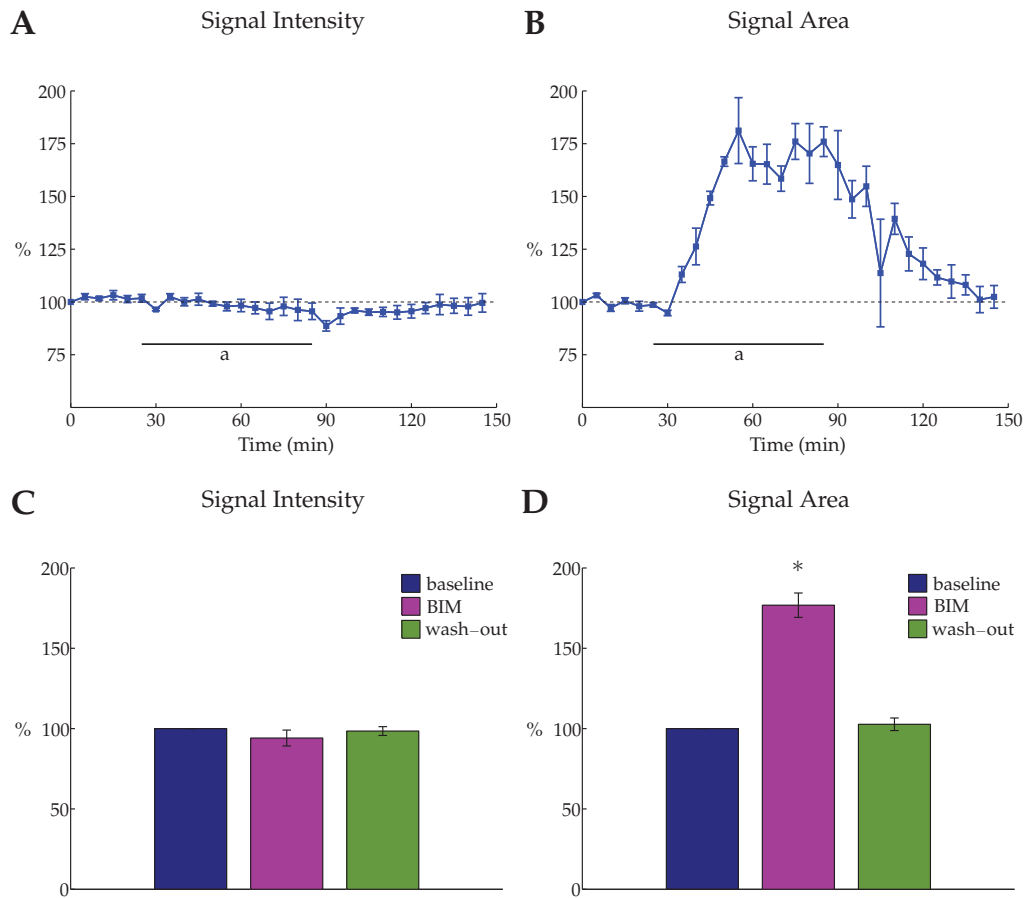 A
Signal Intensity
200
175
150
%
125
100
75
a
0
30
60
90
120
150
Time (min)
B
Signal Area
200
175
150
%
125
100
75
a
0
30
60
90
120
150
Time (min)
C
Signal Intensity
200
150
%
100
50
0
baseline
BIM
wash–out
D
Signal Area
200
150
%
100
50
0
*
baseline
BIM
wash–out